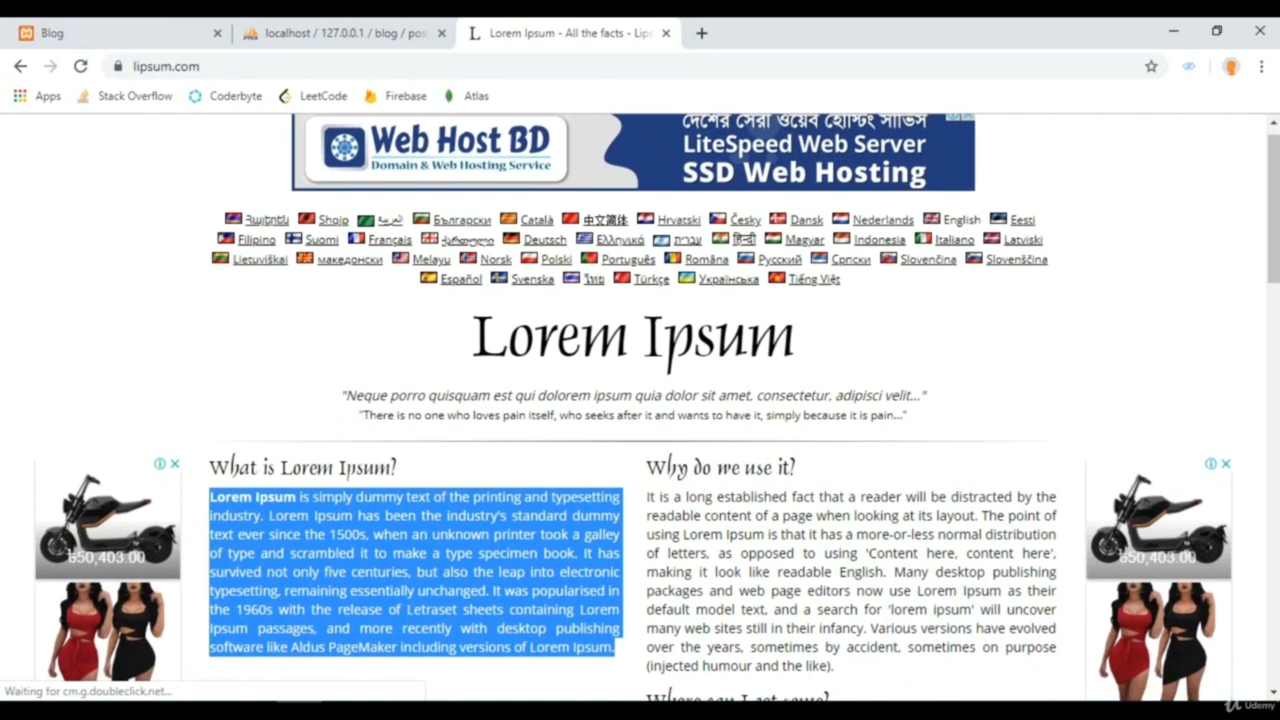 Blog
localhost / 127.0.0.1 / blog / pos
Lorem Ipsum - All the facts - Lips
lipsum.com
Apps Stack Overflow Coderbyte LeetCode Firebase Atlas
Web Host BD
Domain & Web Hosting Service
দেশের সেরা ওয়েব হোস্টিং সার্ভিস
LiteSpeed Web Server
SSD Web Hosting
Հայերեն Shqip العربية Български Català 中文简体 Hrvatski Česky Dansk Nederlands English Eesti
Filipino Suomi Français ქართული Deutsch Ελληνικά עברית हिन्दी Magyar Indonesia Italiano Latviski
Lietuviškai македонски Melayu Norsk Polski Português Româna Русский Српски Slovenčina Slovenščina
Español Svenska ไทย Türkçe Українська Tiếng Việt
Lorem Ipsum
"Neque porro quisquam est qui dolorem ipsum quia dolor sit amet, consectetur, adipisci velit..."
"There is no one who loves pain itself, who seeks after it and wants to have it, simply because it is pain..."
What is Lorem Ipsum?
Lorem Ipsum is simply dummy text of the printing and typesetting
industry. Lorem Ipsum has been the industry's standard dummy
text ever since the 1500s, when an unknown printer took a galley
of type and scrambled it to make a type specimen book. It has
survived not only five centuries, but also the leap into electronic
typesetting, remaining essentially unchanged. It was popularised in
the 1960s with the release of Letraset sheets containing Lorem
Ipsum passages, and more recently with desktop publishing
software like Aldus PageMaker including versions of Lorem Ipsum.
Why do we use it?
It is a long established fact that a reader will be distracted by the
readable content of a page when looking at its layout. The point of
using Lorem Ipsum is that it has a more-or-less normal distribution
of letters, as opposed to using 'Content here, content here',
making it look like readable English. Many desktop publishing
packages and web page editors now use Lorem Ipsum as their
default model text, and a search for 'lorem ipsum' will uncover
many web sites still in their infancy. Various versions have evolved
over the years, sometimes by accident, sometimes on purpose
(injected humour and the like).
Where can I get some?
৳50,403.00
৳50,403.00
Waiting for cm.g.doubleclick.net...
Udemy